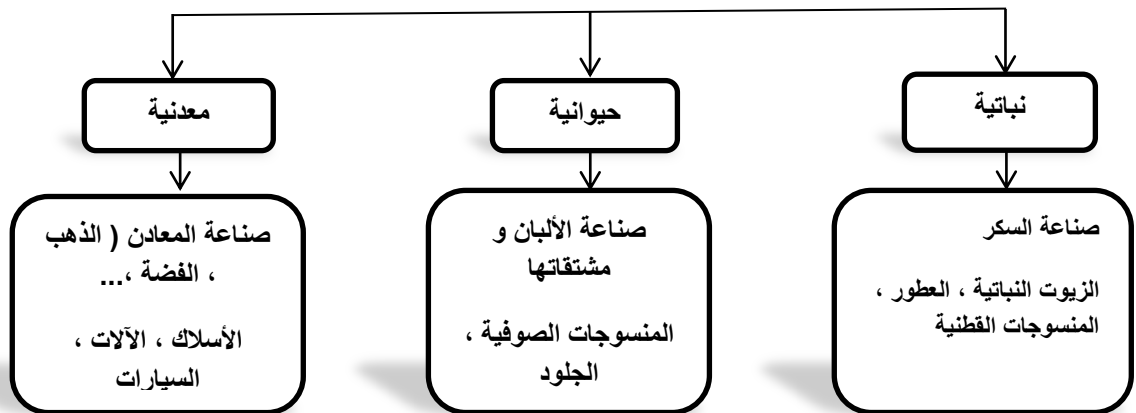 نباتية
حيوانية
معدنية
صناعة السكر
الزيوت النباتية ، العطور ،
المنسوجات القطنية
صناعة الألبان و
مشتقاتها
المنسوجات الصوفية ،
الجلود
صناعة المعادن ( الذهب
، الفضة ،...
الأسلاك ، الآلات ،
السيارات